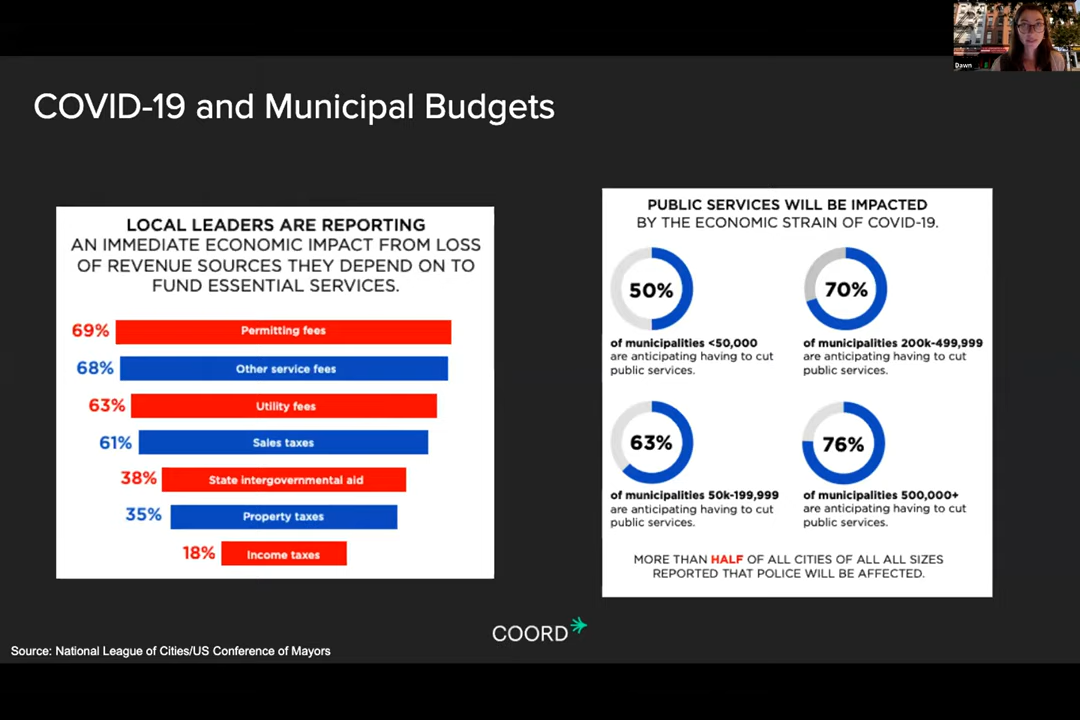 Dawn
COVID-19 and Municipal Budgets
LOCAL LEADERS ARE REPORTING
AN IMMEDIATE ECONOMIC IMPACT FROM LOSS
OF REVENUE SOURCES THEY DEPEND ON TO
FUND ESSENTIAL SERVICES.
69% Permitting fees
68% Other service fees
63% Utility fees
61% Sales taxes
38% State intergovernmental aid
35% Property taxes
18% Income taxes
PUBLIC SERVICES WILL BE IMPACTED
BY THE ECONOMIC STRAIN OF COVID-19.
50%
of municipalities <50,000
are anticipating having to cut
public services.
70%
of municipalities 200k-499,999
are anticipating having to cut
public services.
63%
of municipalities 50k-199,999
are anticipating having to cut
public services.
76%
of municipalities 500,000+
are anticipating having to cut
public services.
MORE THAN HALF OF ALL CITIES OF ALL ALL SIZES
REPORTED THAT POLICE WILL BE AFFECTED.
COORD
Source: National League of Cities/US Conference of Mayors